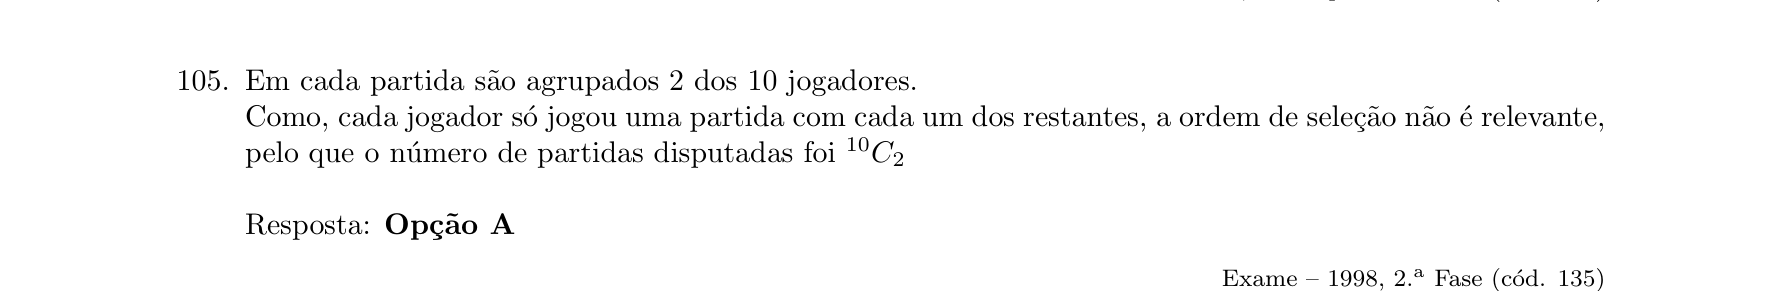 105. Em cada partida são agrupados 2 dos 10 jogadores.
Como, cada jogador só jogou uma partida com cada um dos restantes, a ordem de seleção não é relevante,
pelo que o número de partidas disputadas foi ¹⁰C₂
Resposta: Opção A
Exame – 1998, 2.ª Fase (cód. 135)